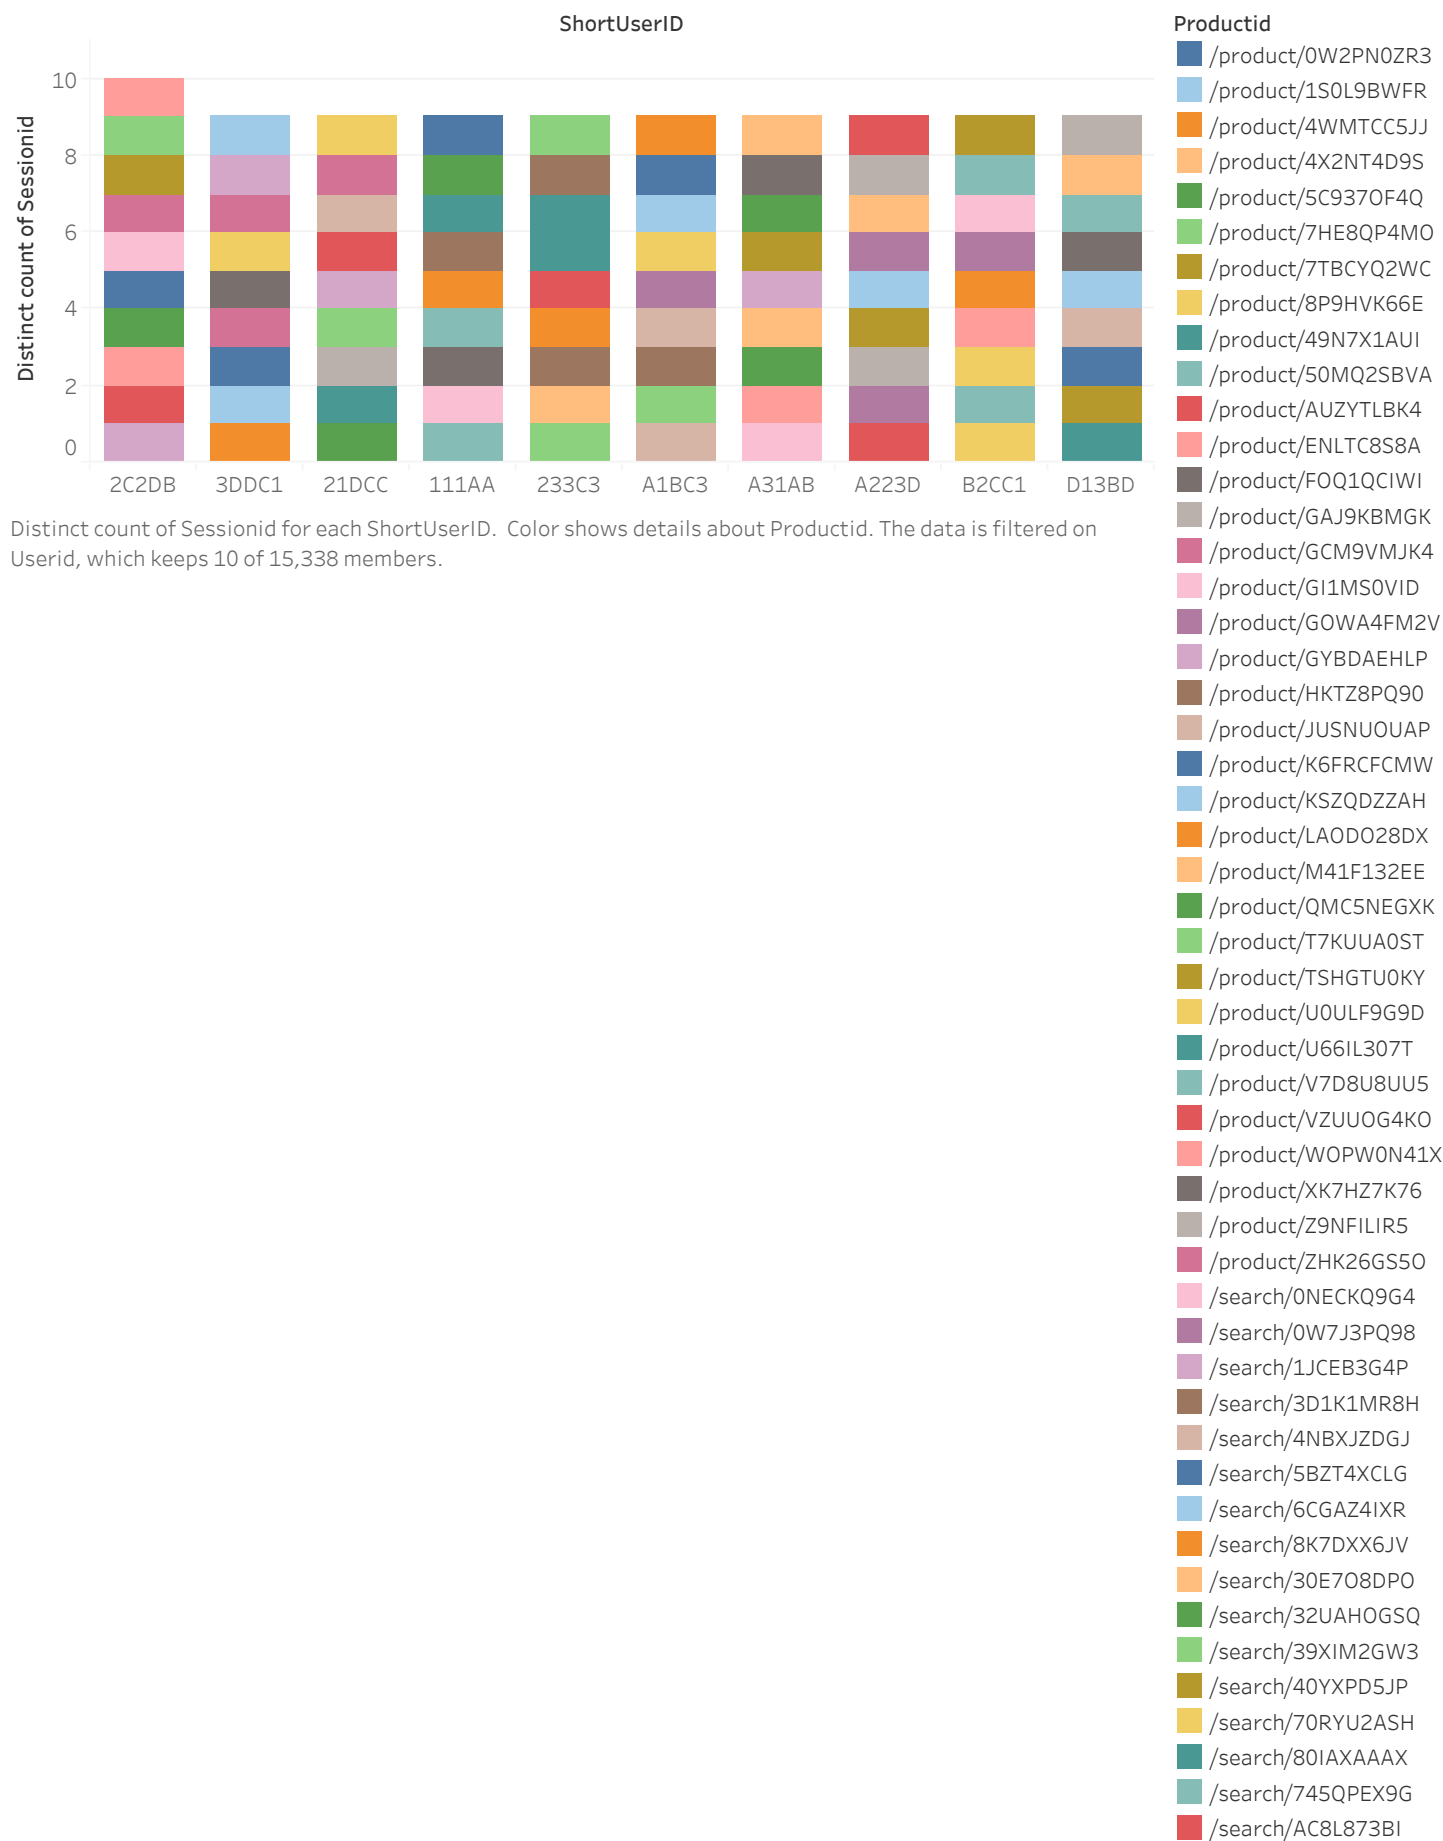 ShortUserID
Distinct count of Sessionid
10
8
6
4
2
0
2C2DB
3DDC1
21DCC
111AA
233C3
A1BC3
A31AB
A223D
B2CC1
D13BD
Distinct count of Sessionid for each ShortUserID.  Color shows details about Productid. The data is filtered on
Userid, which keeps 10 of 15,338 members.
Productid
/product/0W2PN0ZR3
/product/1S0L9BWFR
/product/4WMTCC5JJ
/product/4X2NT4D9S
/product/5C937OF4Q
/product/7HE8QP4MO
/product/7TBCYQ2WC
/product/8P9HVK66E
/product/49N7X1AUI
/product/50MQ2SBVA
/product/AUZYTLBK4
/product/ENLTC8S8A
/product/FOQ1QCIWI
/product/GAJ9KBMGK
/product/GCM9VMJK4
/product/GI1MS0VID
/product/GOWA4FM2V
/product/GYBDAEHLP
/product/HKTZ8PQ90
/product/JUSNUOUAP
/product/K6FRCFCMW
/product/KSZQDZZAH
/product/LAODO28DX
/product/M41F132EE
/product/QMC5NEGXK
/product/T7KUUA0ST
/product/TSHGTU0KY
/product/U0ULF9G9D
/product/U66IL307T
/product/V7D8U8UU5
/product/VZUUOG4KO
/product/WOPW0N41X
/product/XK7HZ7K76
/product/Z9NFILIR5
/product/ZHK26GS5O
/search/0NECKQ9G4
/search/0W7J3PQ98
/search/1JCEB3G4P
/search/3D1K1MR8H
/search/4NBXJZDGJ
/search/5BZT4XCLG
/search/6CGAZ4IXR
/search/8K7DXX6JV
/search/30E7O8DPO
/search/32UAHOGSQ
/search/39XIM2GW3
/search/40YXPD5JP
/search/70RYU2ASH
/search/80IAXAAAX
/search/745QPEX9G
/search/AC8L873BI